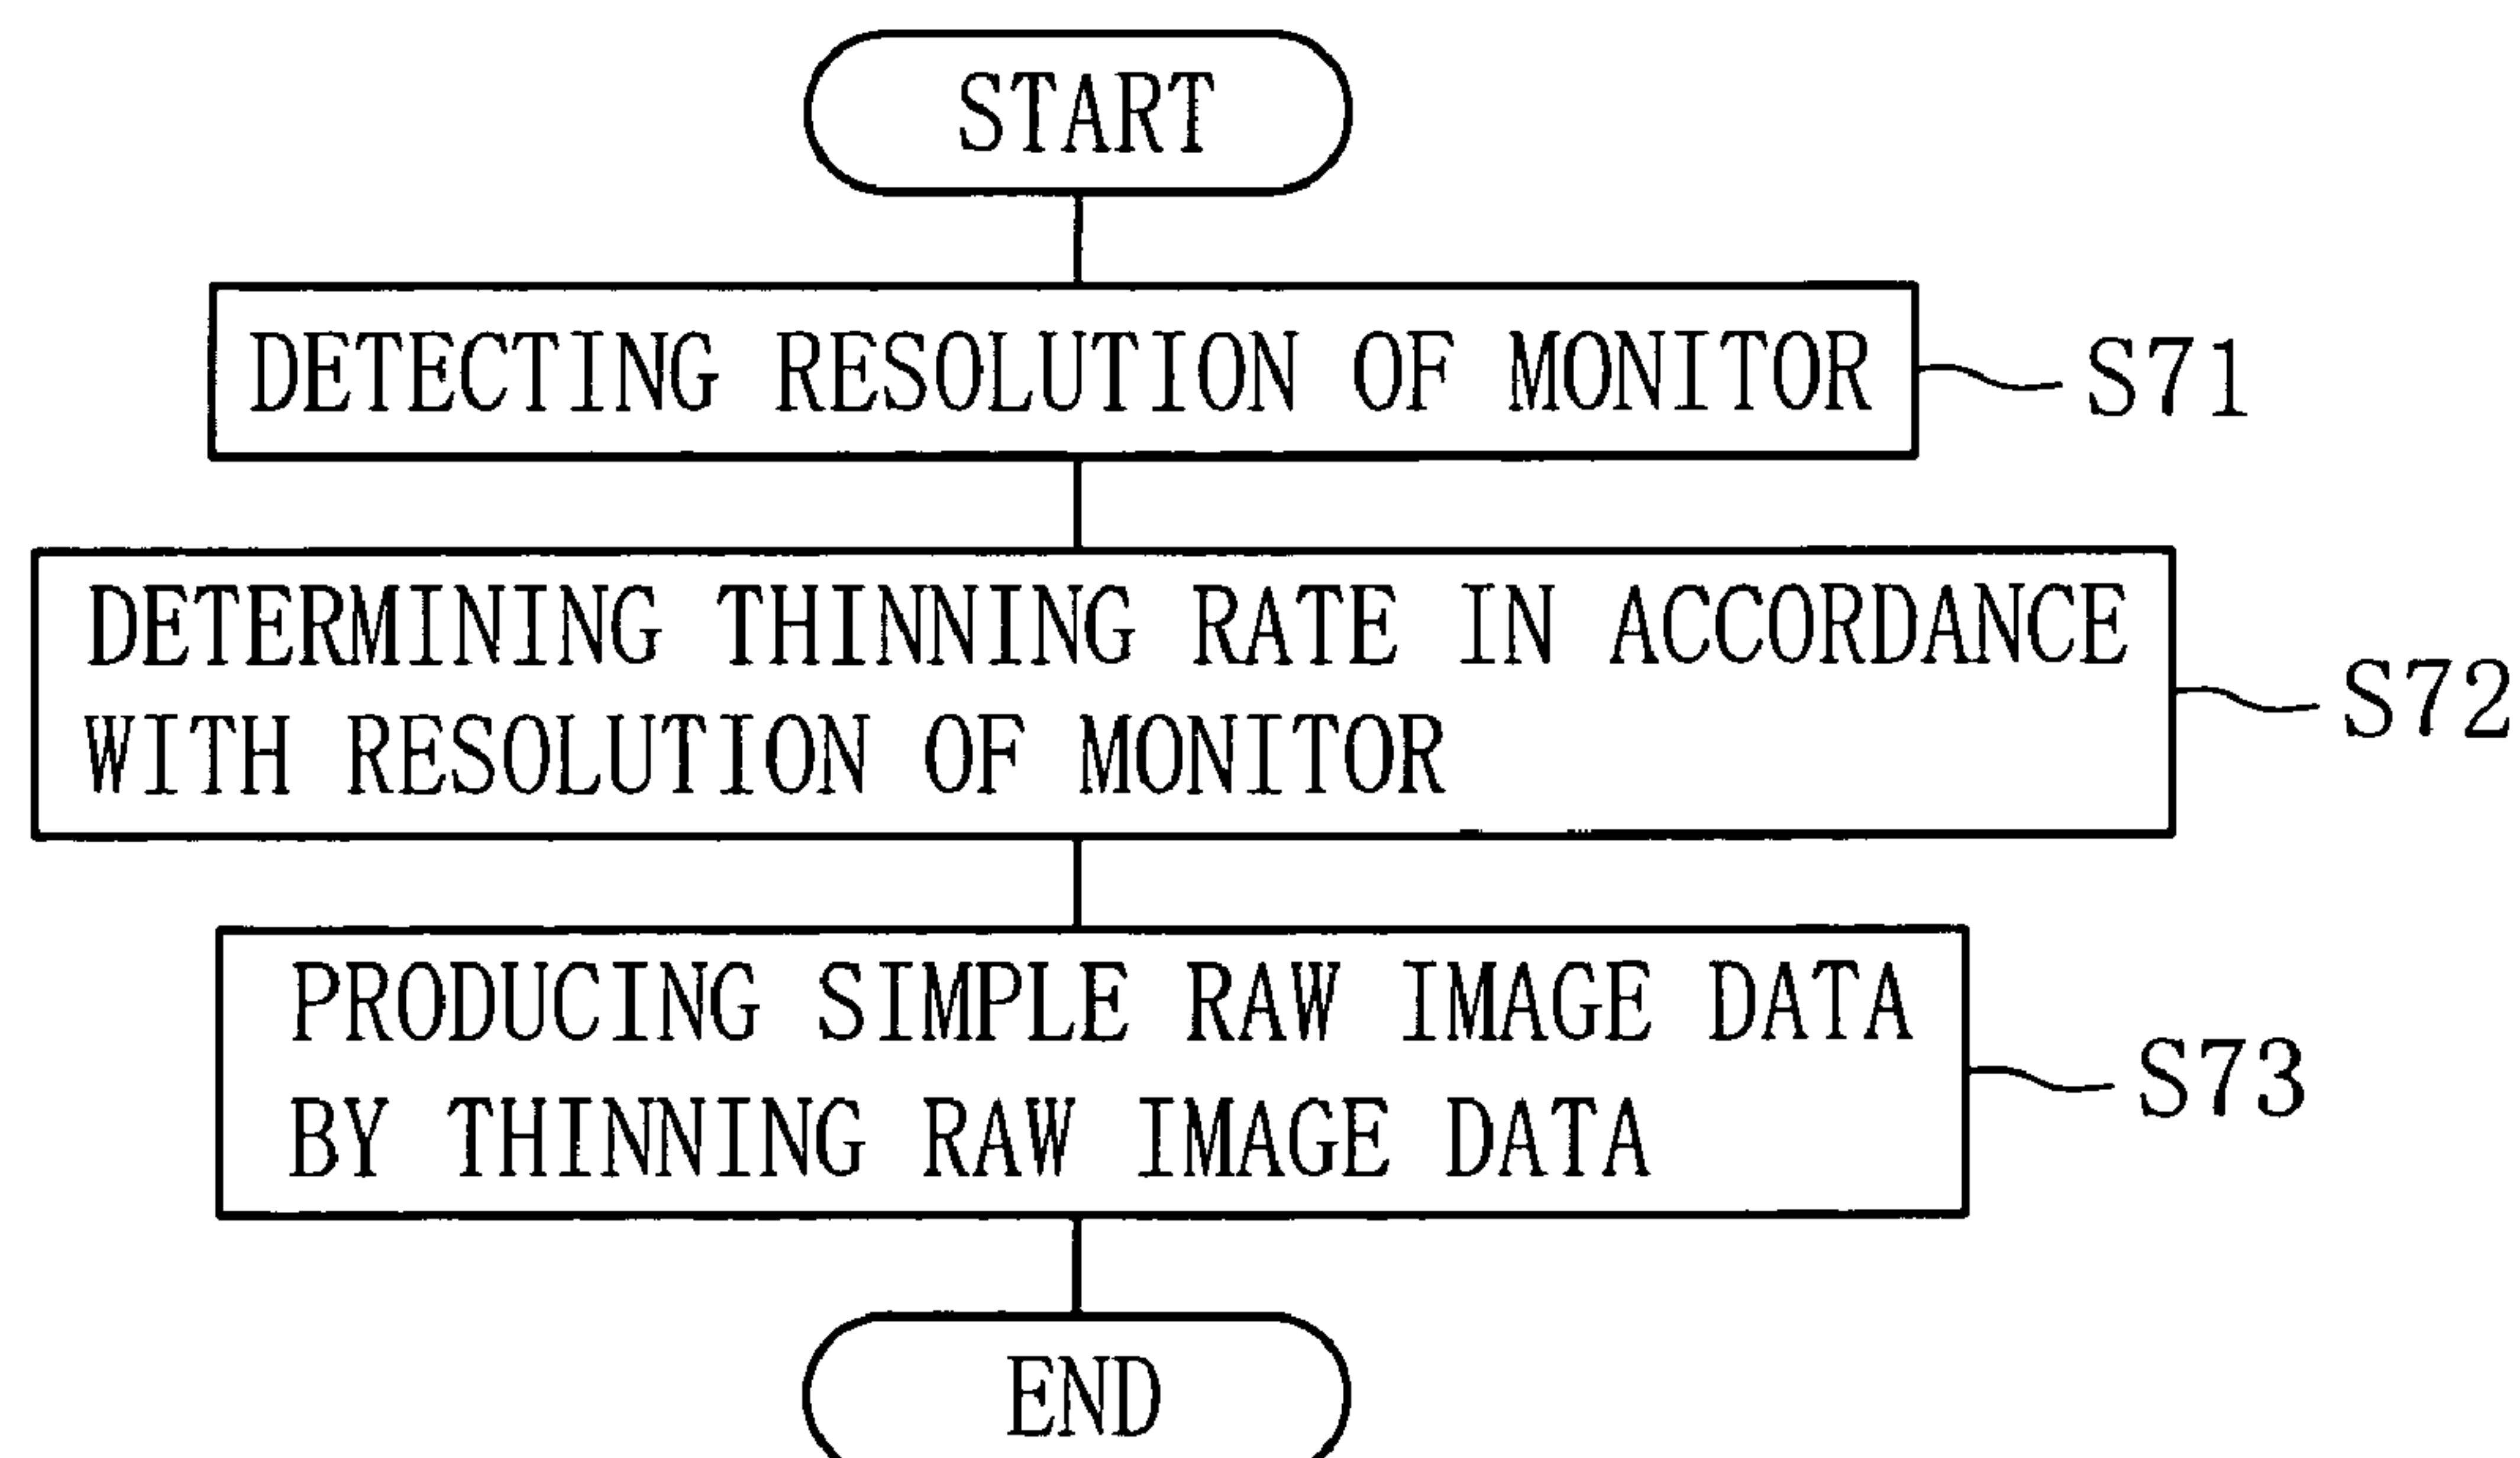 START
DETECTING RESOLUTION OF MONITOR
S71
DETERMINING THINNING RATE IN ACCORDANCE
WITH RESOLUTION OF MONITOR
S72
PRODUCING SIMPLE RAW IMAGE DATA
BY THINNING RAW IMAGE DATA
S73
END